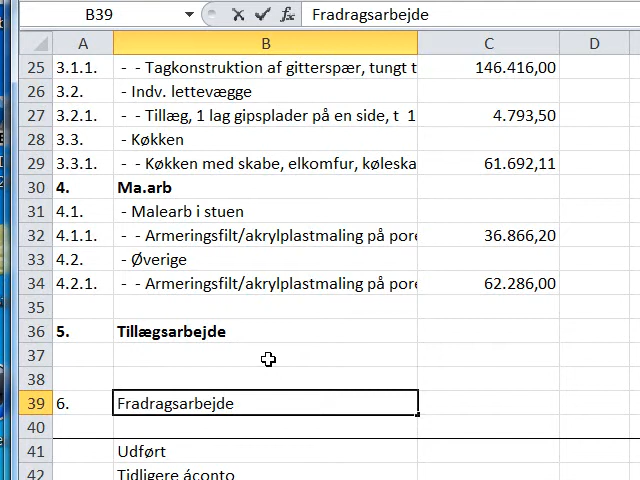 B39 fx Fradragsarbejde
A B C D
25 3.1.1. - - Tagkonstruktion af gitterspær, tungt t 146.416,00
26 3.2. - Indv. lettevægge
27 3.2.1. - - Tillæg, 1 lag gipsplader på en side, t 1 4.793,50
28 3.3. - Køkken
29 3.3.1. - - Køkken med skabe, elkomfur, køleska 61.692,11
30 4. Ma.arb
31 4.1. - Malearb i stuen
32 4.1.1. - - Armeringsfilt/akrylplastmaling på pore 36.866,20
33 4.2. - Øverige
34 4.2.1. - - Armeringsfilt/akrylplastmaling på pore 62.286,00
35
36 5. Tillægsarbejde
37
38
39 6. Fradragsarbejde
40
41 Udført
42 Tidligere áconto